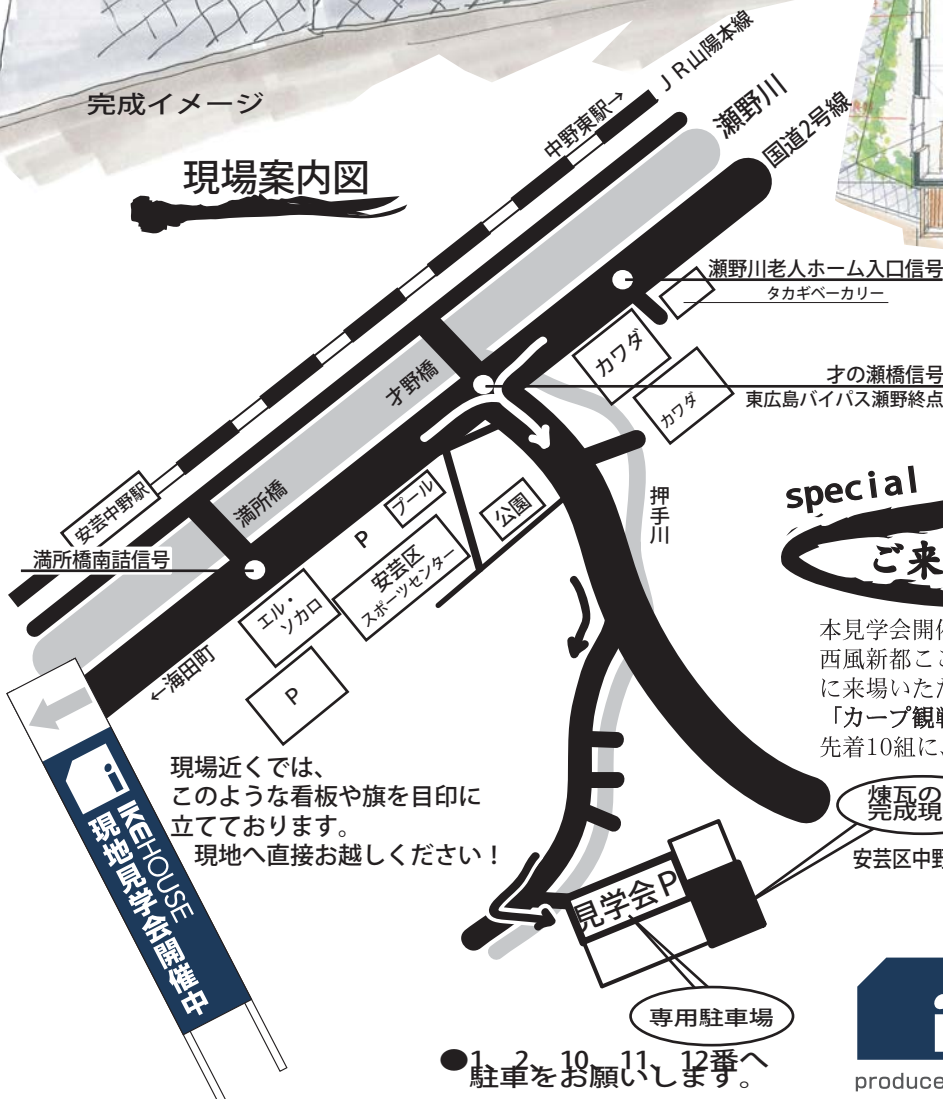 完成イメージ
現場案内図
中野東駅→
JR山陽本線
瀬野川
国道2号線
瀬野川老人ホーム入口信号
タカギベーカリー
カワダ
カワダ
才の瀬橋信号
東広島バイパス瀬野終点
才野橋
満所橋
安芸中野駅
満所橋南詰信号
プール
P
公園
安芸区
スポーツセンター
エル・
ソカロ
P
←海田町
押手川
special
ご来
本見学会開催
西風新都ここ
に来場いただ
「カープ観戦
先着10組に、
現場近くでは、
このような看板や旗を目印に
立てております。
現地へ直接お越しください!
iKEHOUSE
現地見学会開催中
煉瓦の
完成現
安芸区中野
見学会P
専用駐車場
●1、2、10、11、12番へ
駐車をお願いします。
i
produce